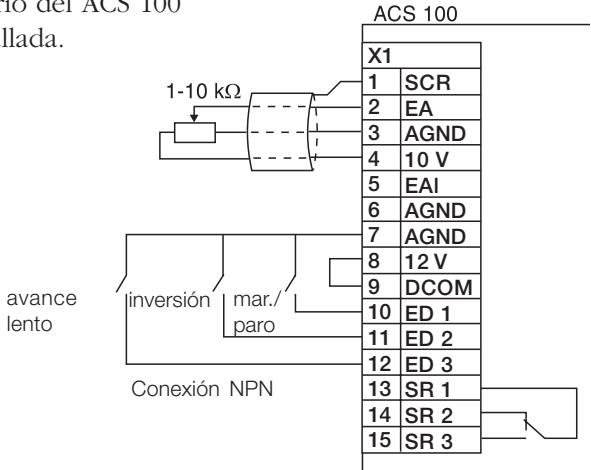 rio del ACS 100
llada.
ACS 100
X1
1-10 kΩ
1 SCR
2 EA
3 AGND
4 10 V
5 EAI
6 AGND
7 AGND
8 12 V
9 DCOM
10 ED 1
11 ED 2
12 ED 3
13 SR 1
14 SR 2
15 SR 3
avance
lento
inversión
mar./
paro
Conexión NPN